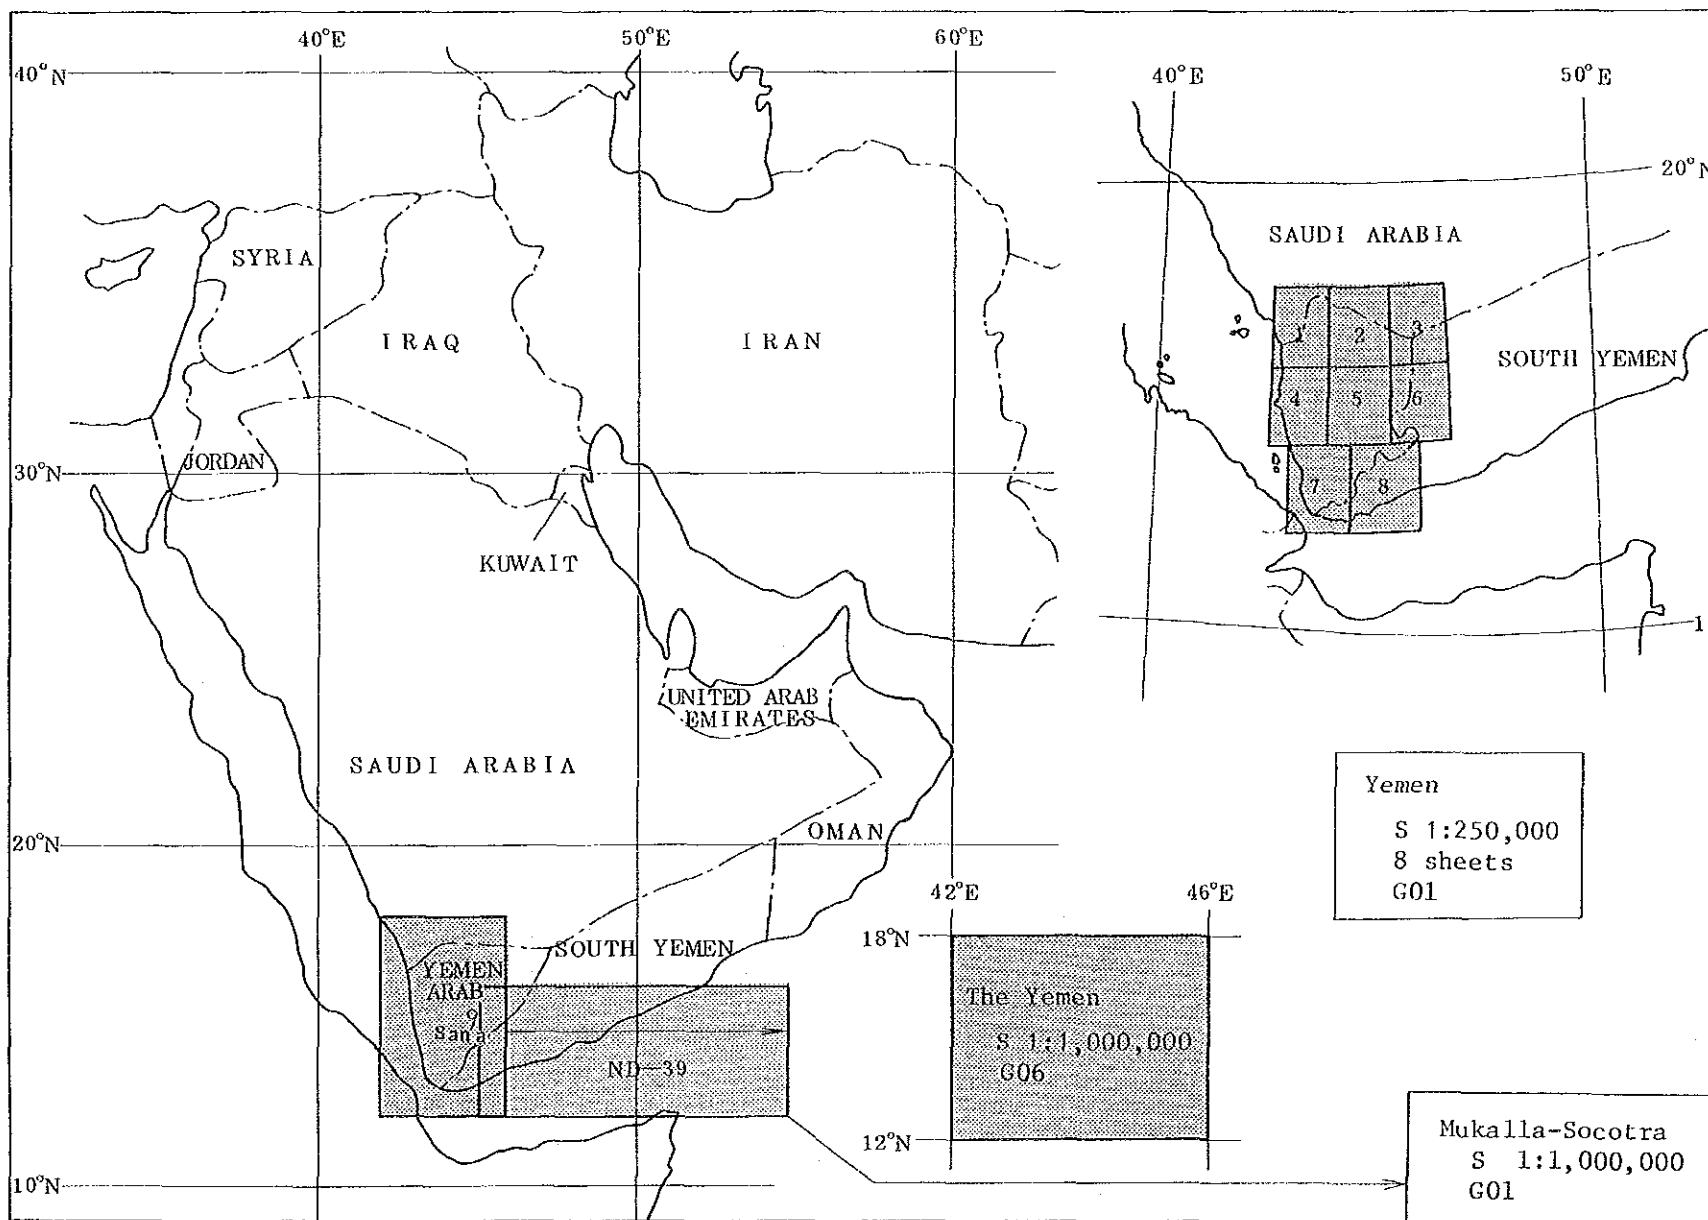 40°E
50°E
60°E
40°N
30°N
20°N
10°N
SYRIA
IRAQ
IRAN
JORDAN
KUWAIT
UNITED ARAB
EMIRATES
SAUDI ARABIA
OMAN
SOUTH YEMEN
YEMEN
ARAB
9
San'a
ND-39
40°E
50°E
20°N
SAUDI ARABIA
1
2
3
SOUTH YEMEN
4
5
6
7
8
1
Yemen
S 1:250,000
8 sheets
G01
42°E
46°E
18°N
12°N
The Yemen
S 1:1,000,000
G06
Mukalla-Socotra
S 1:1,000,000
G01